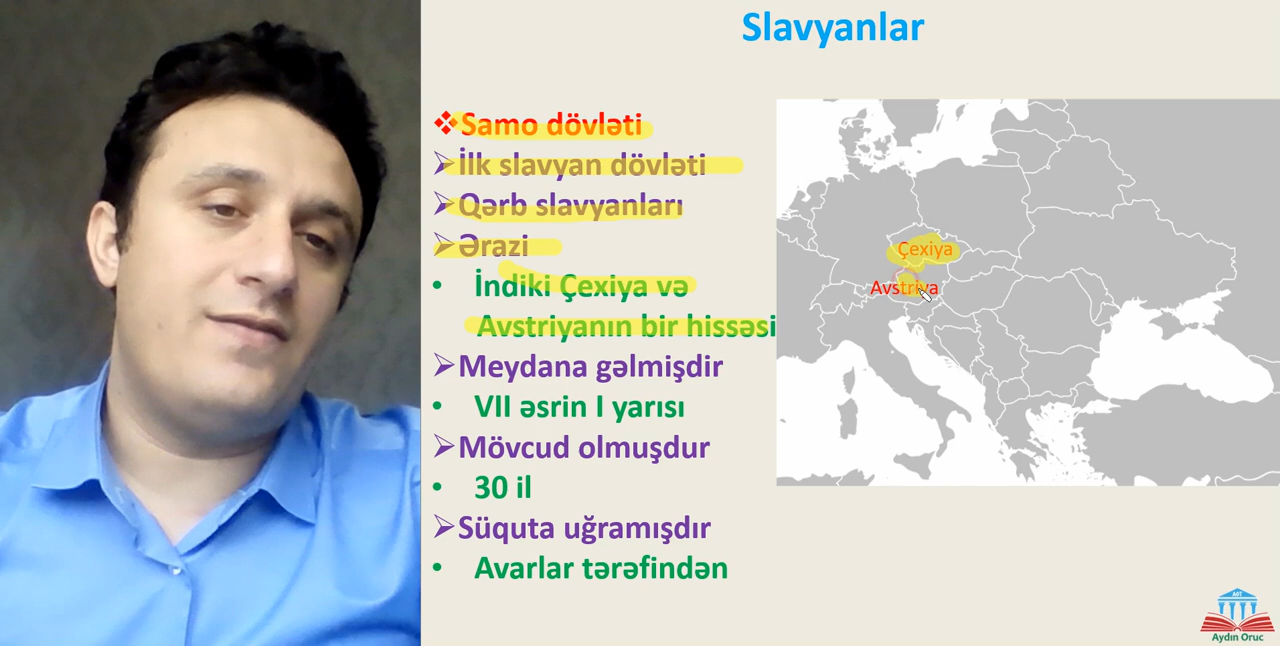 Slavyanlar
Samo dövləti
İlk slavyan dövləti
Qərb slavyanları
Ərazi
İndiki Çexiya və
Avstriyanın bir hissəsi
Meydana gəlmişdir
VII əsrin I yarısı
Mövcud olmuşdur
30 il
Süquta uğramışdır
Avarlar tərəfindən
Çexiya
Avstriya
AOT
Aydın Oruc